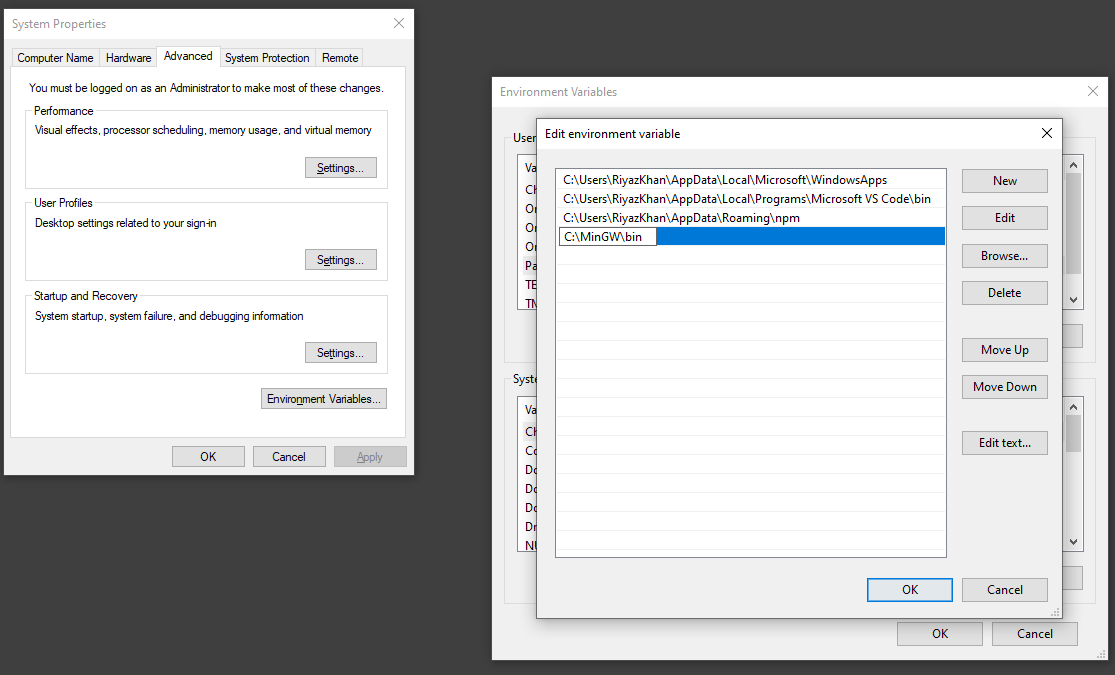 System Properties
Computer Name Hardware Advanced System Protection Remote
You must be logged on as an Administrator to make most of these changes.
Performance
Visual effects, processor scheduling, memory usage, and virtual memory
Settings...
User Profiles
Desktop settings related to your sign-in
Settings...
Startup and Recovery
System startup, system failure, and debugging information
Settings...
Environment Variables...
OK Cancel Apply
Environment Variables
User
Va
Ch
On
On
On
Pa
TE
TM
Syste
Va
Ch
Co
Do
Do
Do
Dr
NU
OK Cancel
Edit environment variable
C:\Users\RiyazKhan\AppData\Local\Microsoft\WindowsApps
C:\Users\RiyazKhan\AppData\Local\Programs\Microsoft VS Code\bin
C:\Users\RiyazKhan\AppData\Roaming\npm
C:\MinGW\bin
New
Edit
Browse...
Delete
Move Up
Move Down
Edit text...
OK Cancel